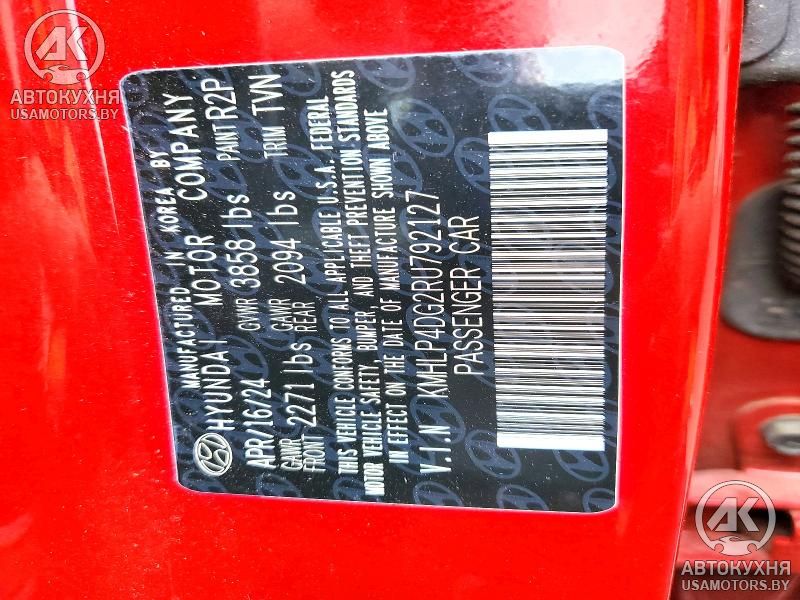 AK
АВТОКУХНЯ
USAMOTORS.BY
MANUFACTURED IN KOREA BY
HYUNDAI MOTOR COMPANY
APR/16/24 GVWR 3858 lbs PAINT R2P
GAWR FRONT 2271 lbs GAWR REAR 2094 lbs TRIM TVN
THIS VEHICLE CONFORMS TO ALL APPLICABLE U.S.A. FEDERAL
MOTOR VEHICLE SAFETY, BUMPER, AND THEFT PREVENTION STANDARDS
IN EFFECT ON THE DATE OF MANUFACTURE SHOWN ABOVE
V.I.N KMHLP4DG2RU792127
PASSENGER CAR
AK
АВТОКУХНЯ
USAMOTORS.BY